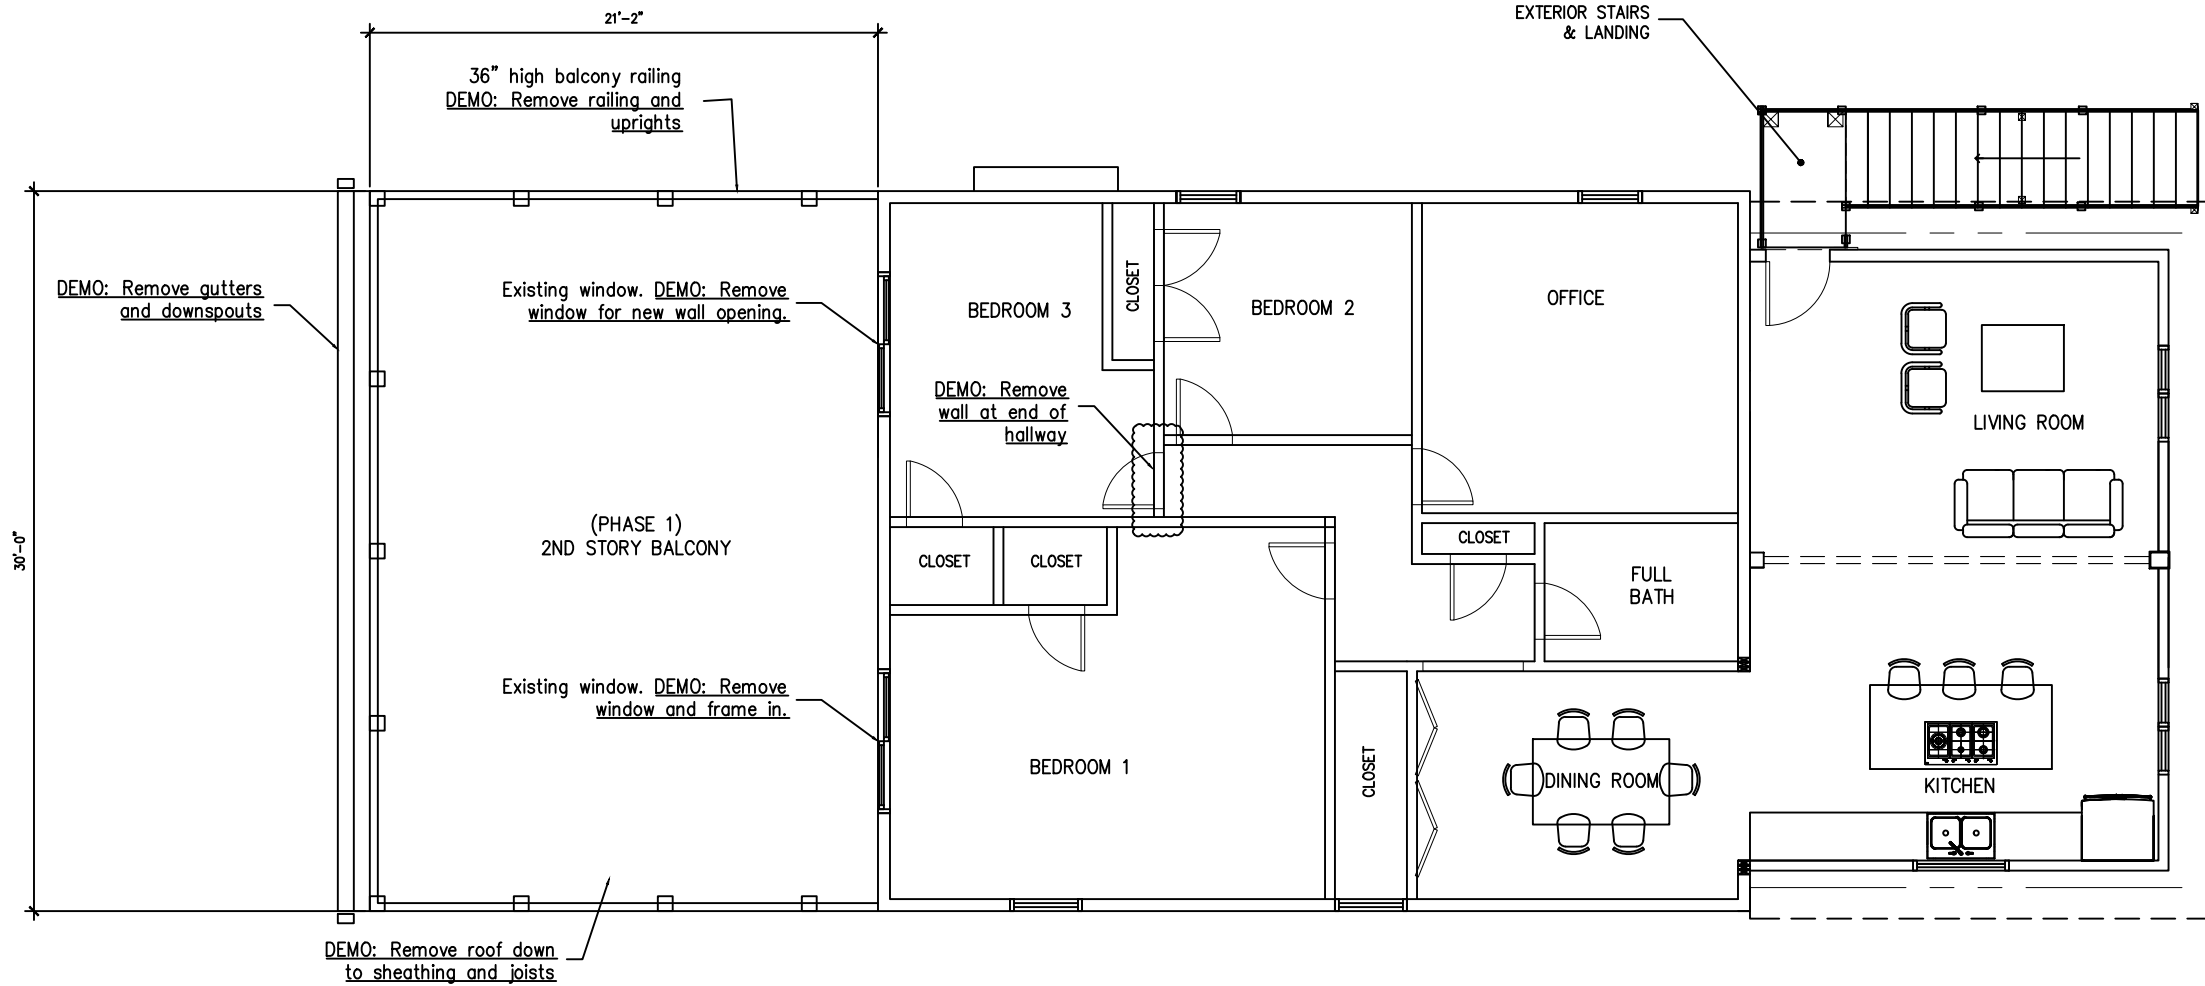 21'-2"
EXTERIOR STAIRS
& LANDING
36" high balcony railing
DEMO: Remove railing and
uprights
DEMO: Remove gutters
and downspouts
Existing window. DEMO: Remove
window for new wall opening.
BEDROOM 3
CLOSET
BEDROOM 2
OFFICE
DEMO: Remove
wall at end of
hallway
LIVING ROOM
30'-0"
(PHASE 1)
2ND STORY BALCONY
CLOSET
CLOSET
CLOSET
FULL
BATH
Existing window. DEMO: Remove
window and frame in.
BEDROOM 1
CLOSET
DINING ROOM
KITCHEN
DEMO: Remove roof down
to sheathing and joists